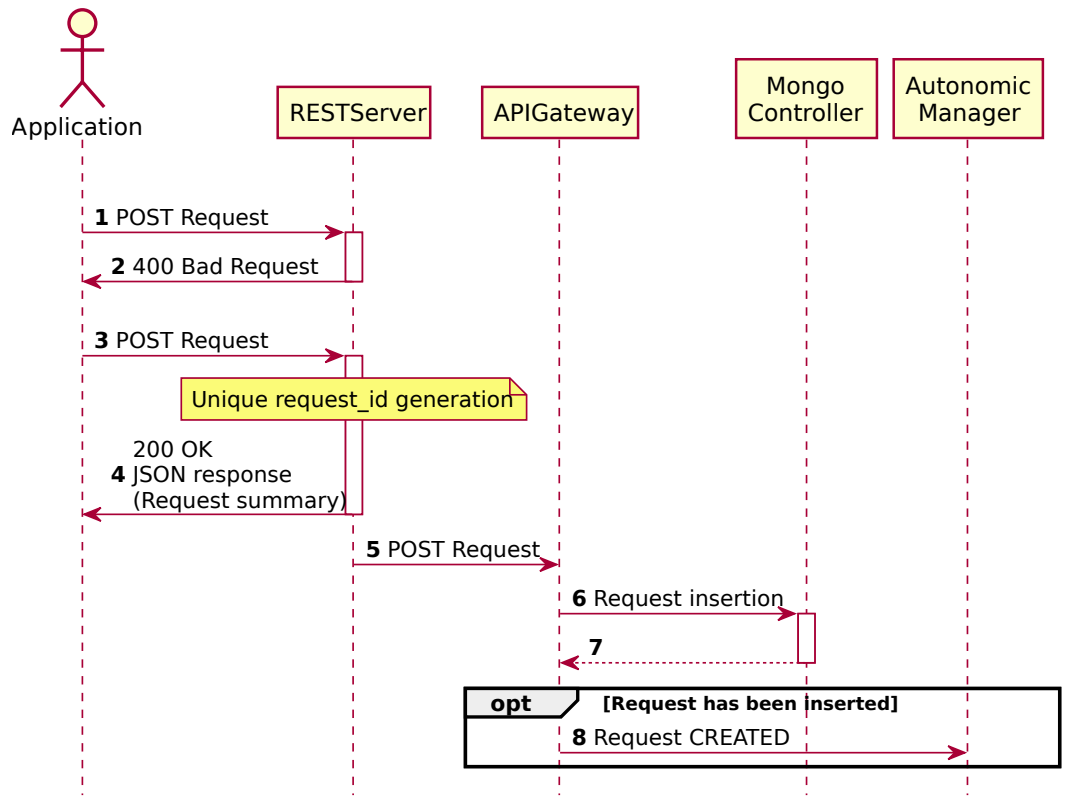 Application
RESTServer
APIGateway
Mongo
Controller
Autonomic
Manager
1 POST Request
2 400 Bad Request
3 POST Request
Unique request_id generation
200 OK
4 JSON response
(Request summary)
5 POST Request
6 Request insertion
7
opt [Request has been inserted]
8 Request CREATED